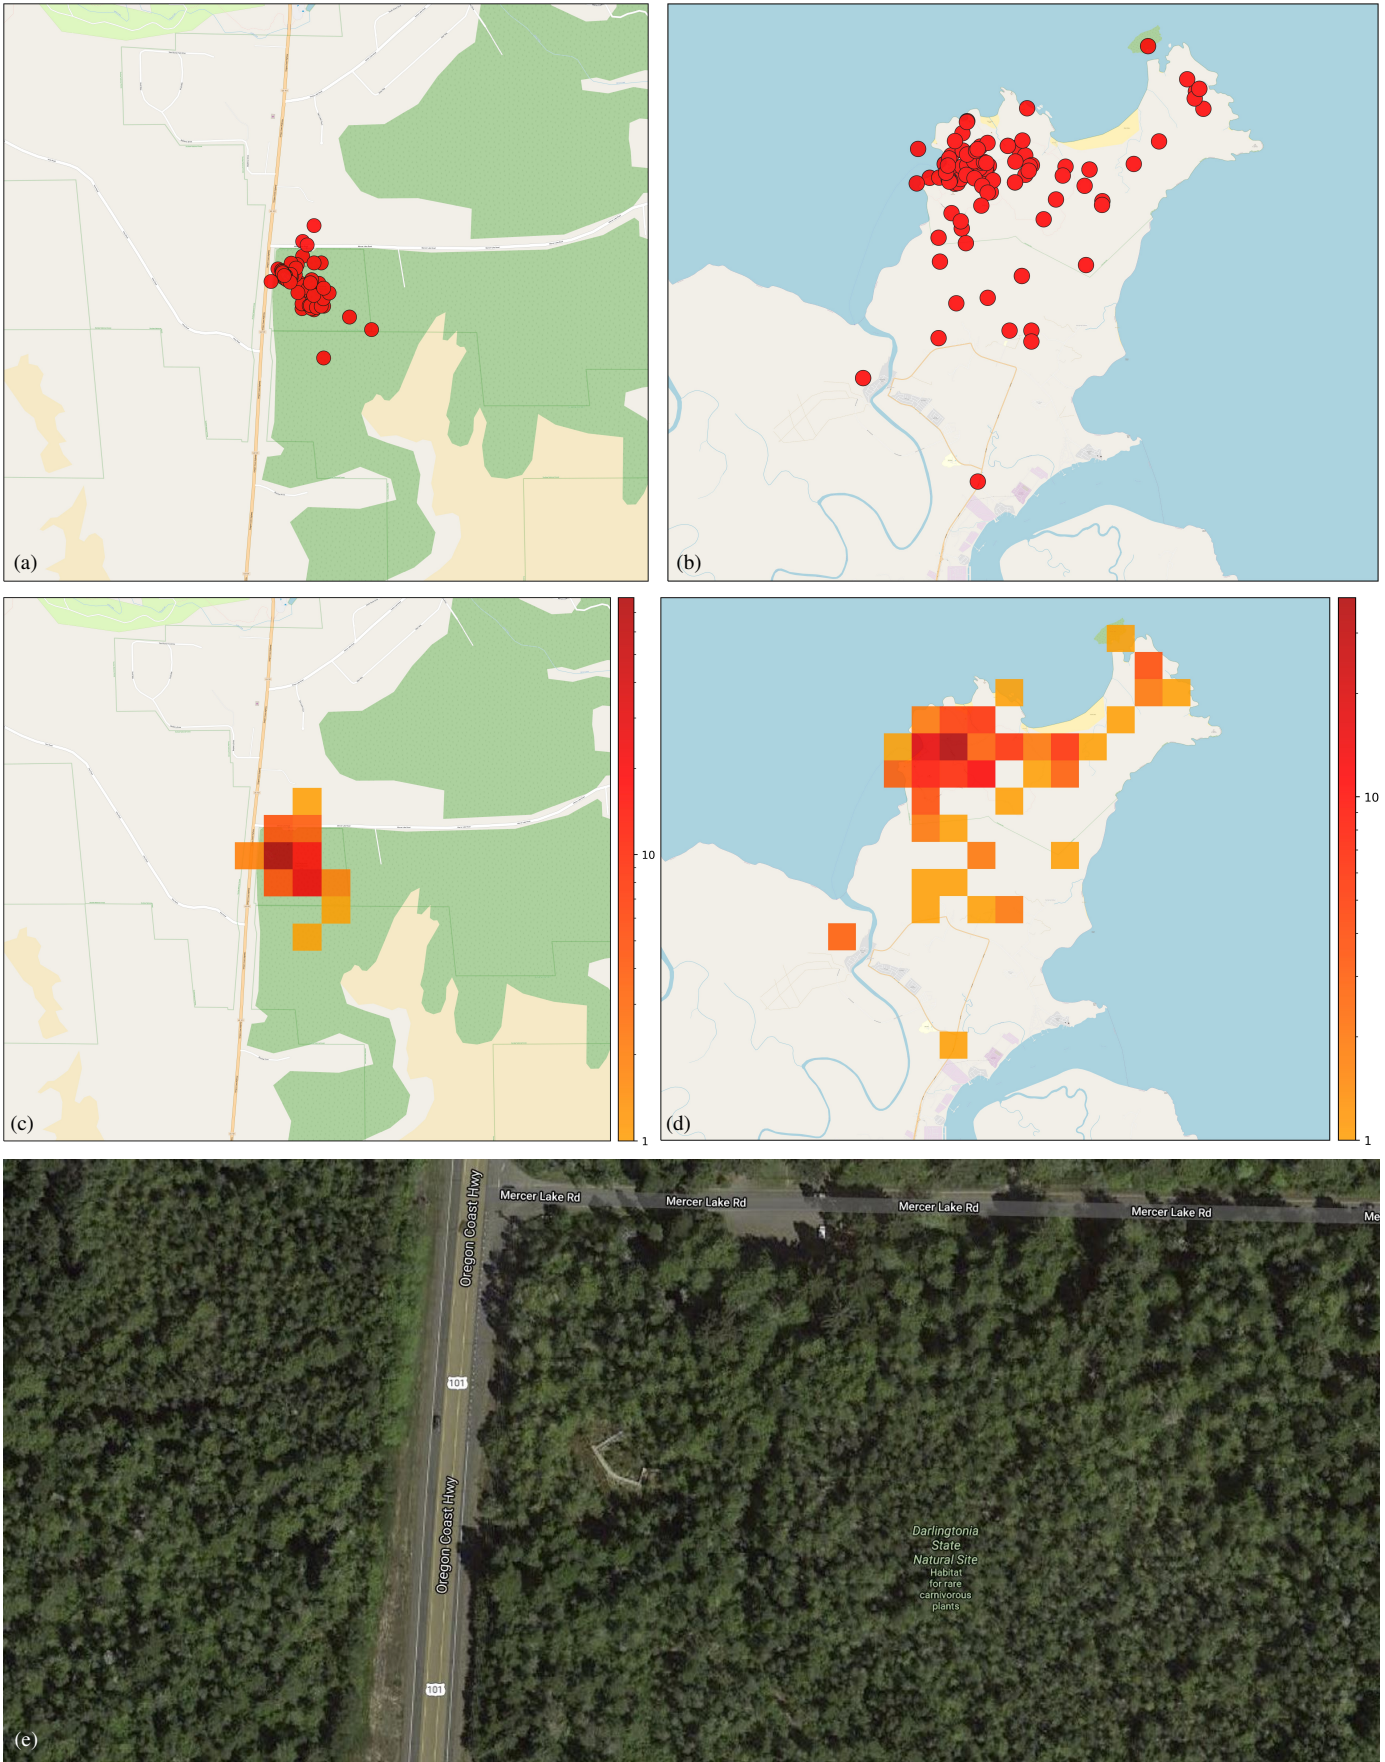 (a)
(b)
10
1
(c)
10
1
(d)
Mercer Lake Rd
Mercer Lake Rd
Mercer Lake Rd
Mercer Lake Rd
Me
Oregon Coast Hwy
101
Oregon Coast Hwy
Darlingtonia
State
Natural Site
Habitat
for rare
carnivorous
plants
101
(e)